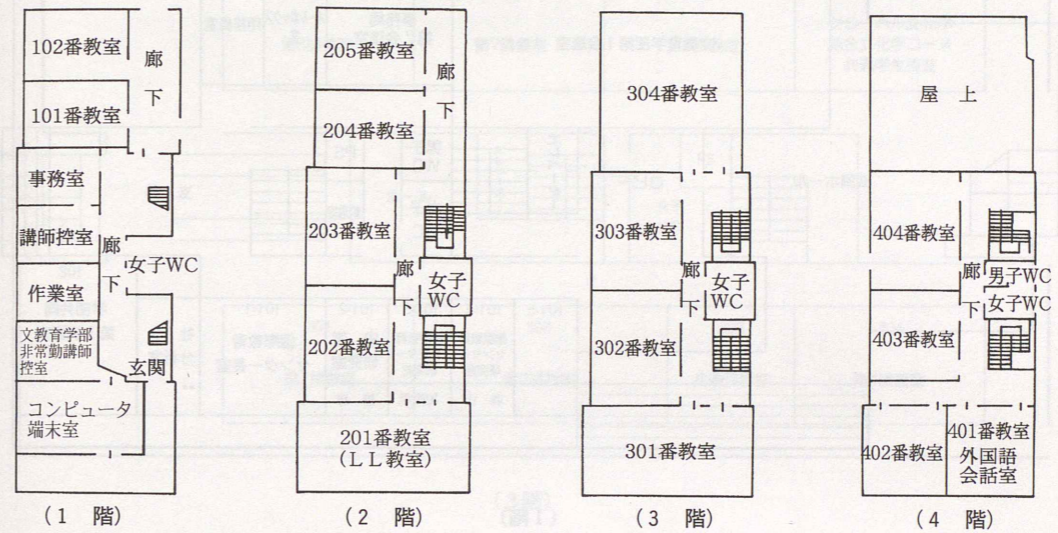 102番教室
廊
下
101番教室
事務室
講師控室
廊
下
女子WC
作業室
文教育学部
非常勤講師
控室
玄関
コンピュータ
端末室
(1 階)
205番教室
廊
下
204番教室
203番教室
廊
下
女子
WC
202番教室
201番教室
(LL教室)
(2 階)
304番教室
303番教室
廊
下
女子
WC
302番教室
301番教室
(3 階)
屋 上
404番教室
廊
下
男子WC
女子WC
403番教室
402番教室
401番教室
外国語
会話室
(4 階)